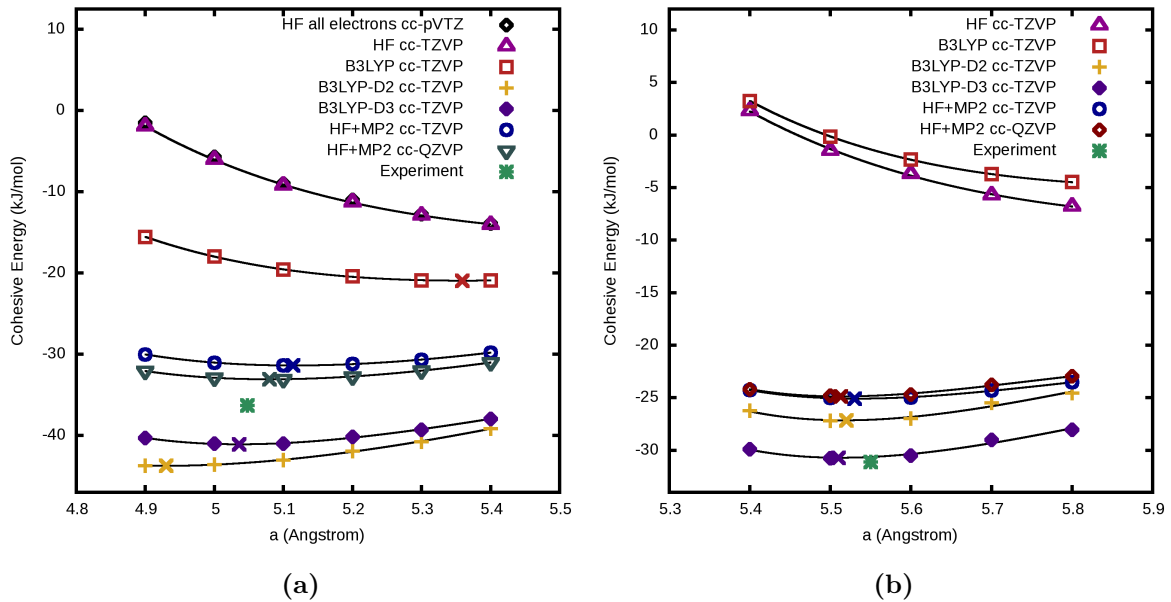 HF all electrons cc-pVTZ
HF cc-TZVP
B3LYP cc-TZVP
B3LYP-D2 cc-TZVP
B3LYP-D3 cc-TZVP
HF+MP2 cc-TZVP
HF+MP2 cc-QZVP
Experiment
10
0
-10
-20
-30
-40
Cohesive Energy (kJ/mol)
4.8 4.9 5 5.1 5.2 5.3 5.4 5.5
a (Angstrom)
(a)
HF cc-TZVP
B3LYP cc-TZVP
B3LYP-D2 cc-TZVP
B3LYP-D3 cc-TZVP
HF+MP2 cc-TZVP
HF+MP2 cc-QZVP
Experiment
10
5
0
-5
-10
-15
-20
-25
-30
Cohesive Energy (kJ/mol)
5.3 5.4 5.5 5.6 5.7 5.8 5.9
a (Angstrom)
(b)